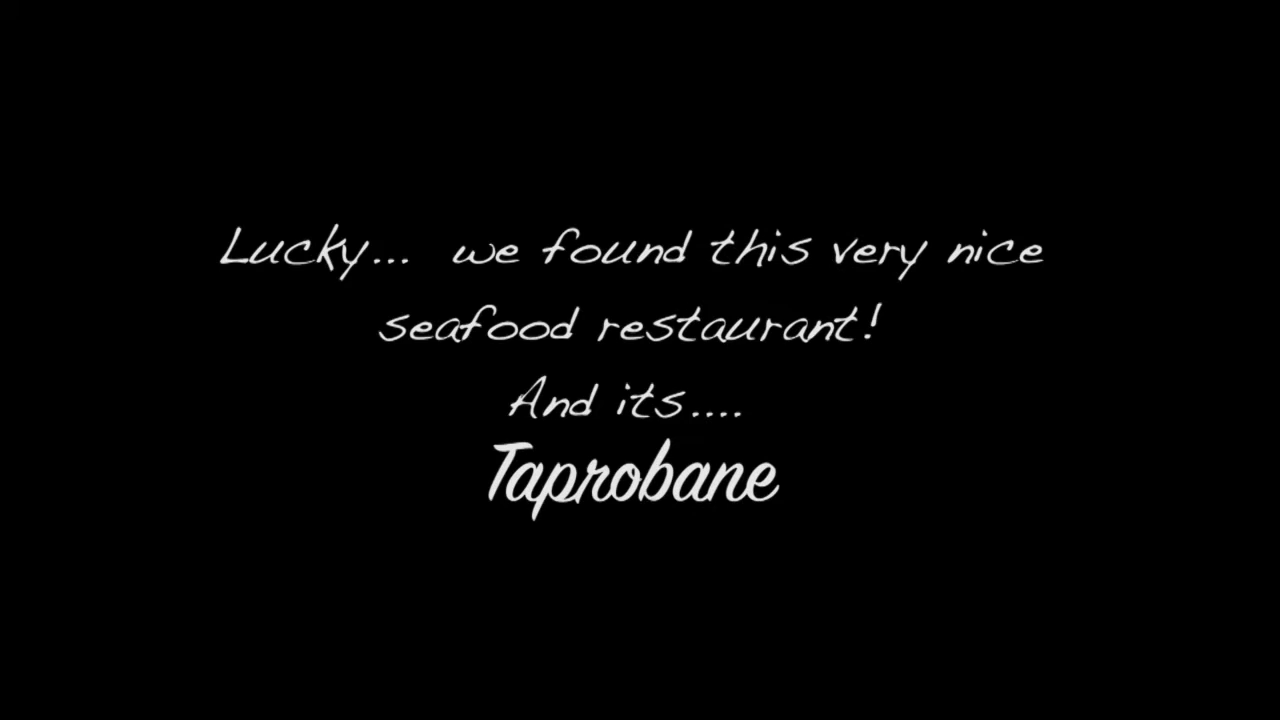 Lucky... we found this very nice
seafood restaurant!
And its....
Taprobane